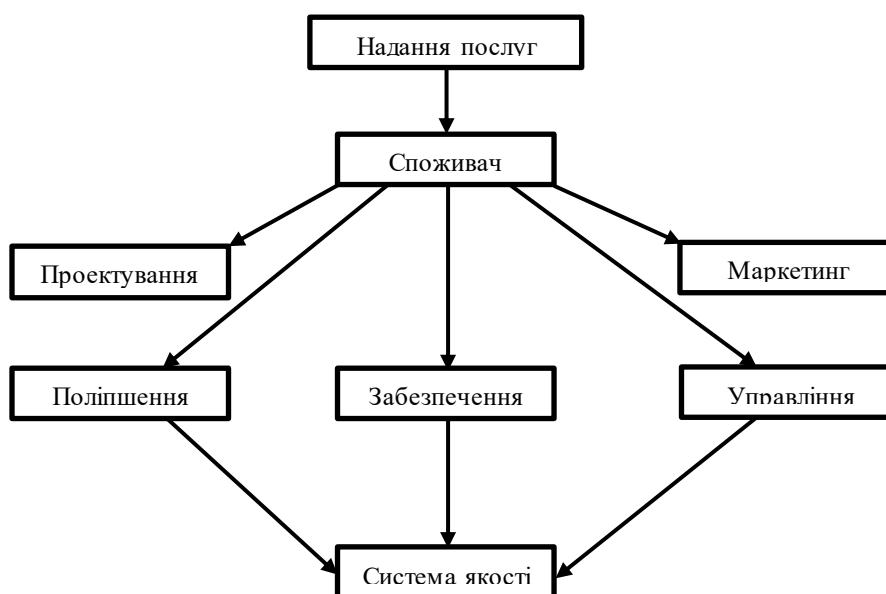 Надання послуг
Споживач
Проектування
Маркетинг
Поліпшення
Забезпечення
Управління
Система якості